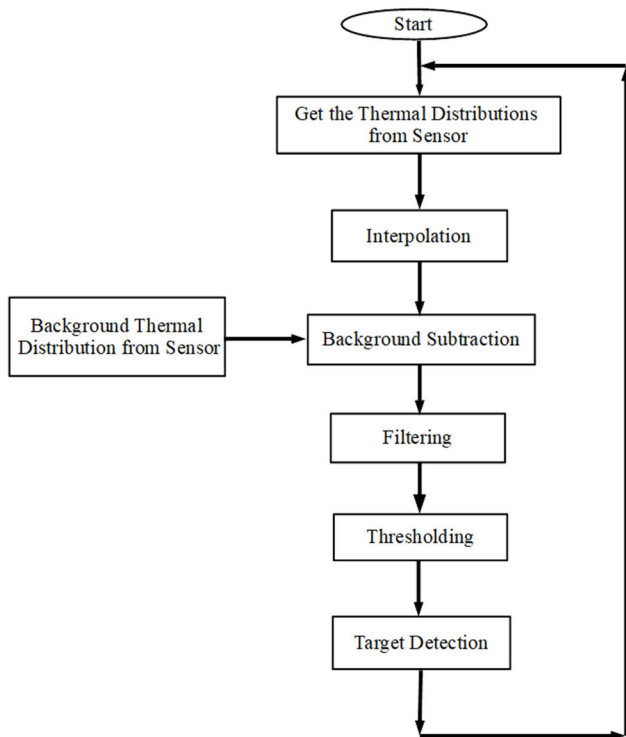 Start
Get the Thermal Distributions
from Sensor
Interpolation
Background Thermal
Distribution from Sensor
Background Subtraction
Filtering
Thresholding
Target Detection